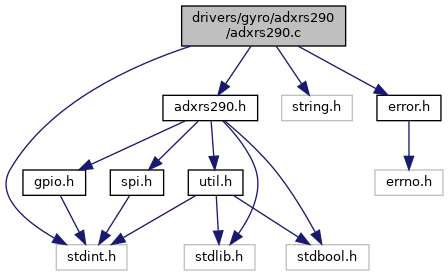 drivers/gyro/adxrs290
/adxrs290.c
adxrs290.h
string.h
error.h
gpio.h
spi.h
util.h
errno.h
stdint.h
stdlib.h
stdbool.h